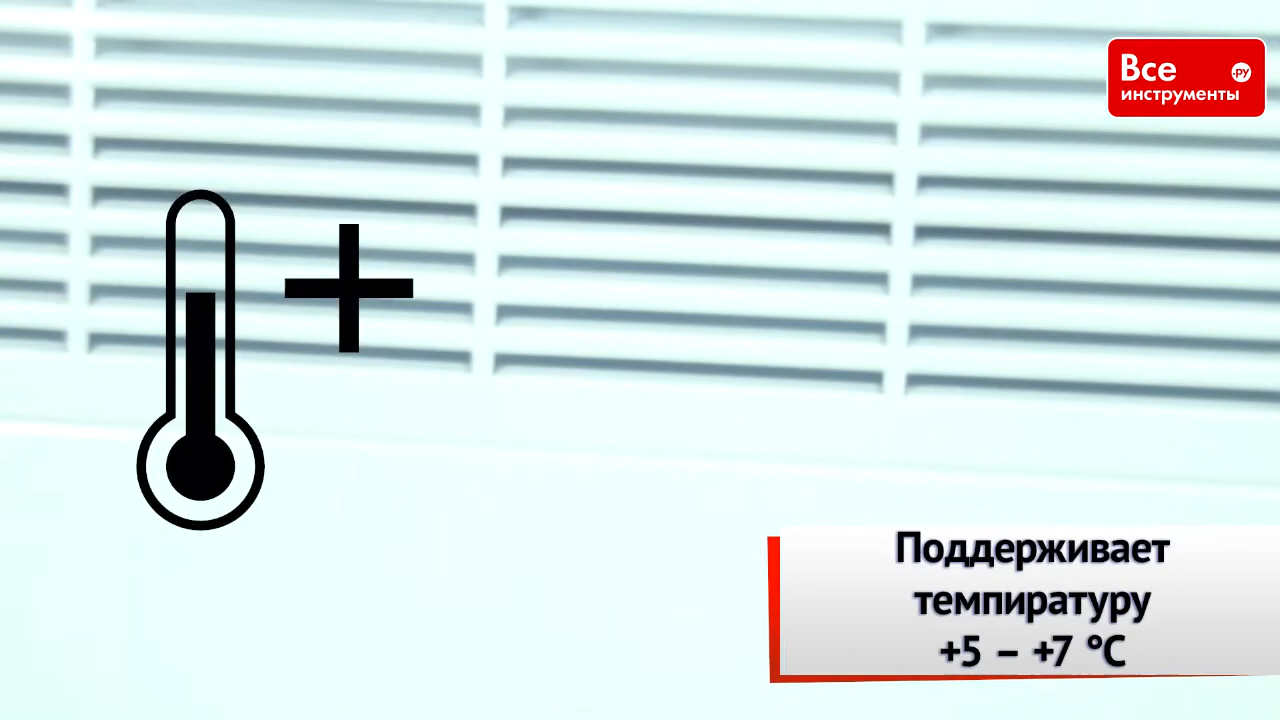 Все .РУ
инструменты
Поддерживает
темпиратуру
+5 – +7 °C